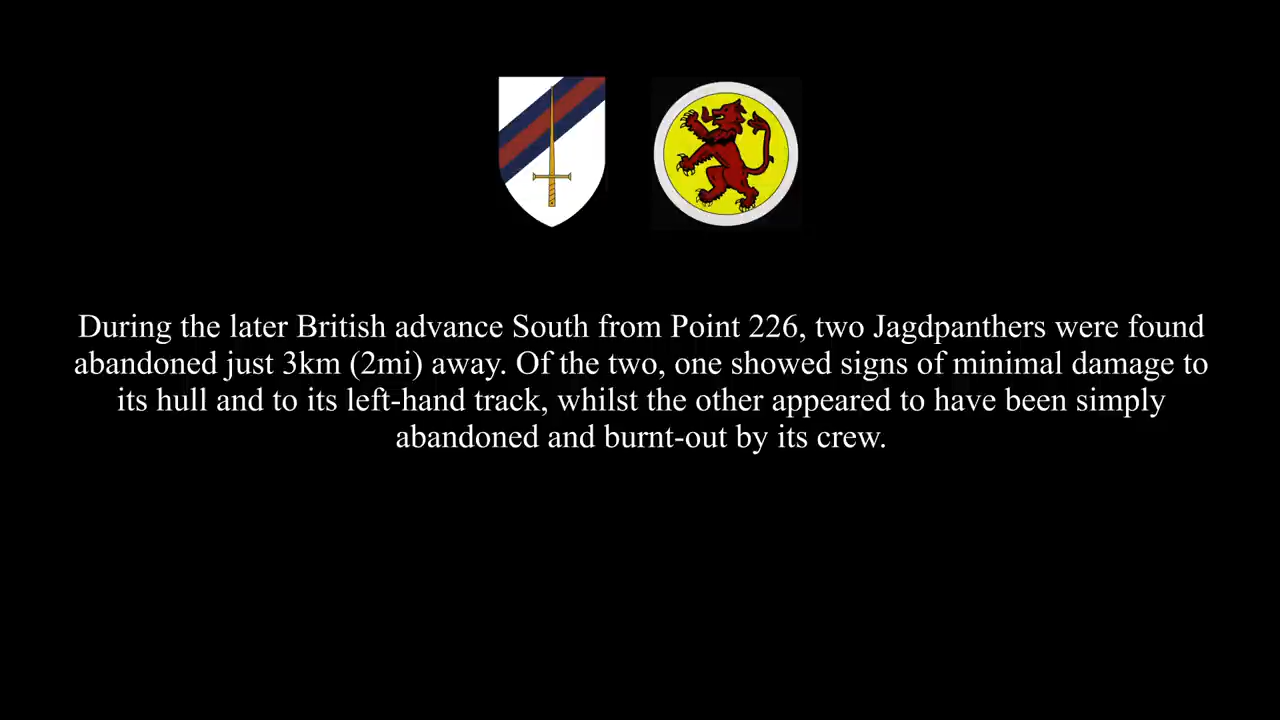 During the later British advance South from Point 226, two Jagdpanthers were found
abandoned just 3km (2mi) away. Of the two, one showed signs of minimal damage to
its hull and to its left-hand track, whilst the other appeared to have been simply
abandoned and burnt-out by its crew.